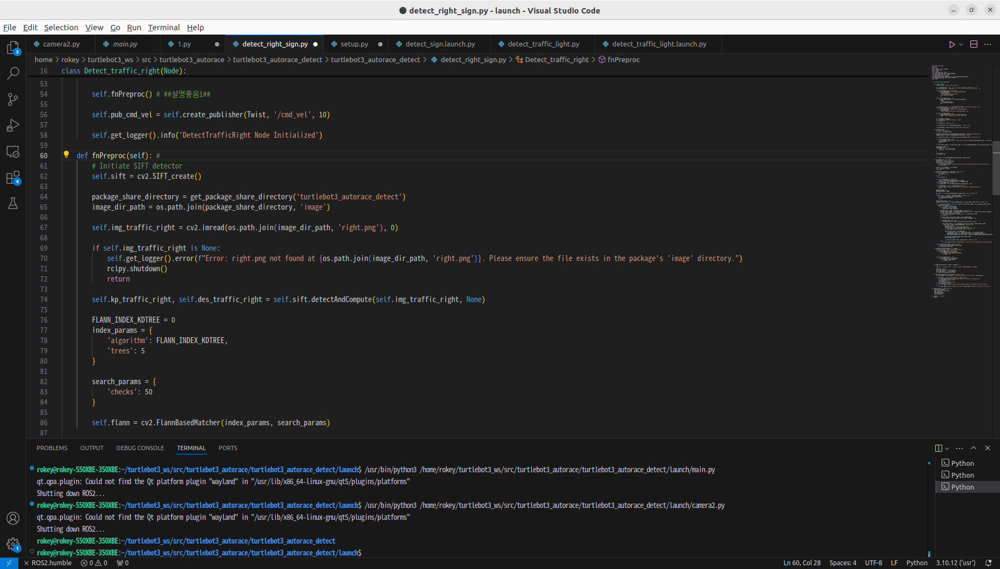 detect_right_sign.py - launch - Visual Studio Code
File Edit Selection View Go Run Terminal Help
camera2.py main.py 1.py detect_right_sign.py setup.py detect_sign.launch.py detect_traffic_light.py detect_traffic_light.launch.py
home > rokey > turtlebot3_ws > src > turtlebot3_autorace > turtlebot3_autorace_detect > turtlebot3_autorace_detect > detect_right_sign.py > Detect_traffic_right > fnPreproc
16 class Detect_traffic_right(Node):
53
54 self.fnPreproc() # ##설명좋음1##
55
56 self.pub_cmd_vel = self.create_publisher(Twist, '/cmd_vel', 10)
57
58 self.get_logger().info('DetectTrafficRight Node Initialized')
59
60 def fnPreproc(self): #
61 # Initiate SIFT detector
62 self.sift = cv2.SIFT_create()
63
64 package_share_directory = get_package_share_directory('turtlebot3_autorace_detect')
65 image_dir_path = os.path.join(package_share_directory, 'image')
66
67 self.img_traffic_right = cv2.imread(os.path.join(image_dir_path, 'right.png'), 0)
68
69 if self.img_traffic_right is None:
70 self.get_logger().error(f"Error: right.png not found at {os.path.join(image_dir_path, 'right.png')}. Please ensure the file exists in the package's 'image' directory.")
71 rclpy.shutdown()
72 return
73
74 self.kp_traffic_right, self.des_traffic_right = self.sift.detectAndCompute(self.img_traffic_right, None)
75
76 FLANN_INDEX_KDTREE = 0
77 index_params = {
78 'algorithm': FLANN_INDEX_KDTREE,
79 'trees': 5
80 }
81
82 search_params = {
83 'checks': 50
84 }
85
86 self.flann = cv2.FlannBasedMatcher(index_params, search_params)
87
3
4
1
PROBLEMS OUTPUT DEBUG CONSOLE TERMINAL PORTS
rokey@rokey-550XBE-350XBE:~/turtlebot3_ws/src/turtlebot3_autorace/turtlebot3_autorace_detect/launch$ /usr/bin/python3 /home/rokey/turtlebot3_ws/src/turtlebot3_autorace/turtlebot3_autorace_detect/launch/main.py
qt.qpa.plugin: Could not find the Qt platform plugin "wayland" in "/usr/lib/x86_64-linux-gnu/qt5/plugins/platforms"
Shutting down ROS2...
rokey@rokey-550XBE-350XBE:~/turtlebot3_ws/src/turtlebot3_autorace/turtlebot3_autorace_detect/launch$ /usr/bin/python3 /home/rokey/turtlebot3_ws/src/turtlebot3_autorace/turtlebot3_autorace_detect/launch/camera2.py
qt.qpa.plugin: Could not find the Qt platform plugin "wayland" in "/usr/lib/x86_64-linux-gnu/qt5/plugins/platforms"
Shutting down ROS2...
rokey@rokey-550XBE-350XBE:~/turtlebot3_ws/src/turtlebot3_autorace/turtlebot3_autorace_detect
rokey@rokey-550XBE-350XBE:~/turtlebot3_ws/src/turtlebot3_autorace/turtlebot3_autorace_detect/launch$
Python
Python
Python
ROS2.humble 0 0 0 Ln 60, Col 28 Spaces: 4 UTF-8 LF Python 3.10.12 ('usr')